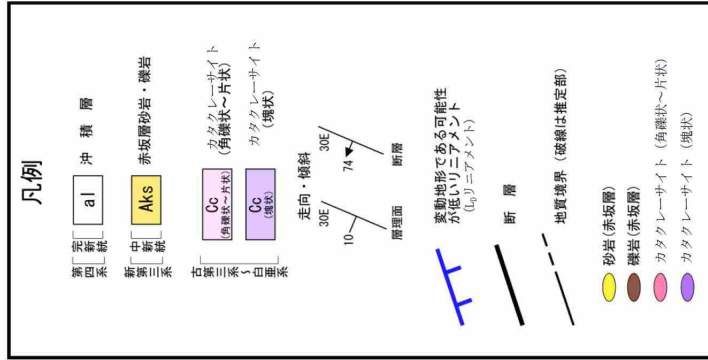 凡例
第四系
完新統
al
沖積層
新第三系
中新統
Aks
赤坂層砂岩・礫岩
古第三系～白亜系
Cc
(角礫状～片状)
カタクレーサイト
(角礫状～片状)
Cc
(塊状)
カタクレーサイト
(塊状)
走向・傾斜
30E
10
層理面
30E
74
断層
変動地形である可能性
が低いリニアメント
(LDリニアメント)
断層
地質境界(破線は推定部)
砂岩(赤坂層)
礫岩(赤坂層)
カタクレーサイト(角礫状～片状)
カタクレーサイト(塊状)